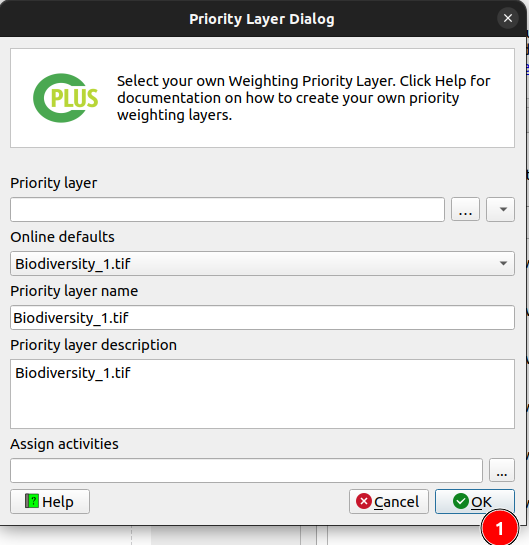 Priority Layer Dialog
CPLUS
Select your own Weighting Priority Layer. Click Help for
documentation on how to create your own priority
weighting layers.
Priority layer
...
Online defaults
Biodiversity_1.tif
Priority layer name
Biodiversity_1.tif
Priority layer description
Biodiversity_1.tif
Assign activities
...
Help
Cancel
OK
1